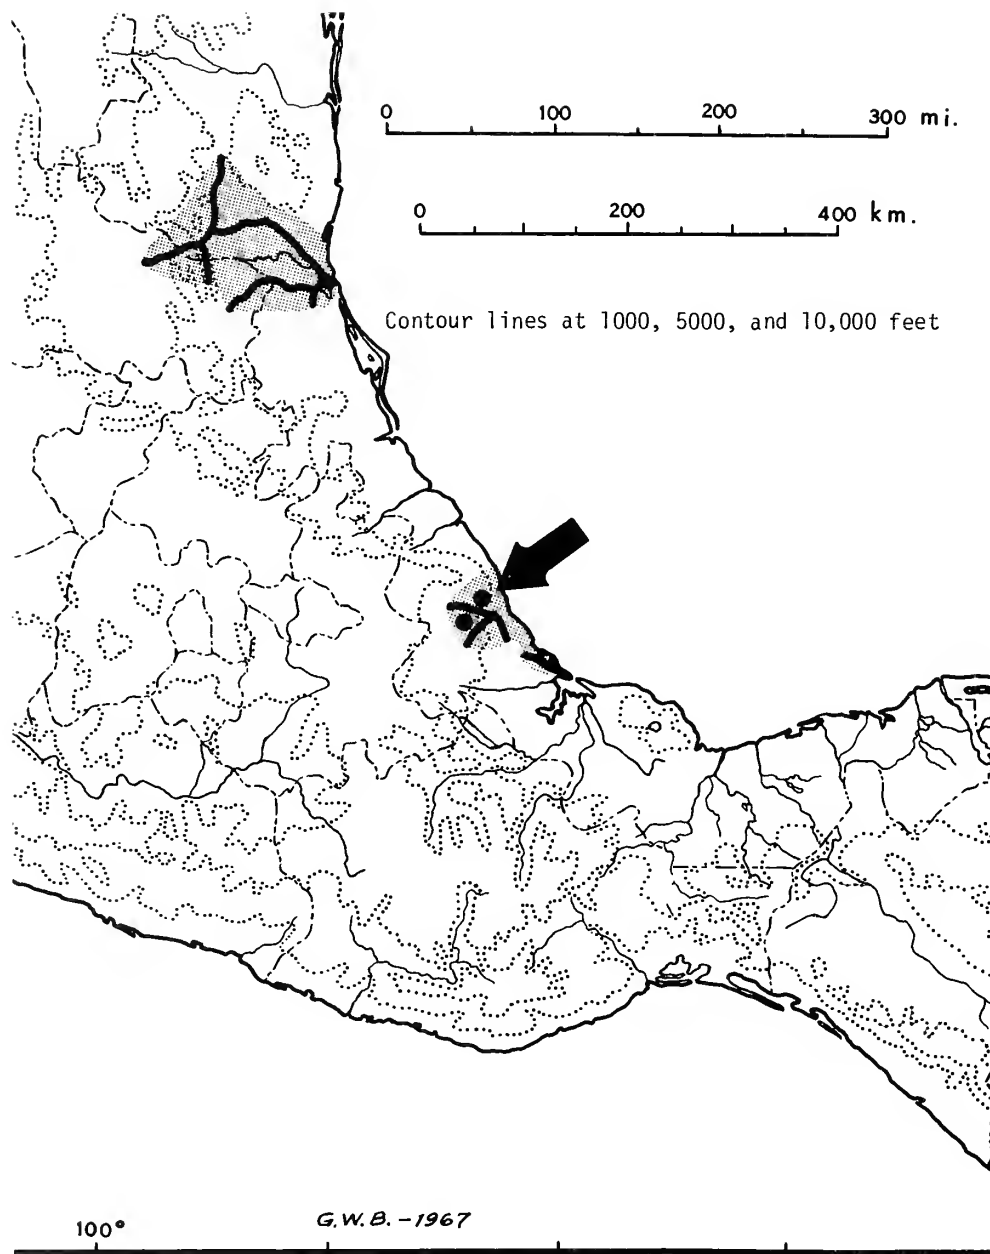 0 100 200 300 mi.
0 200 400 km.
Contour lines at 1000, 5000, and 10,000 feet
G.W.B. - 1967
100°